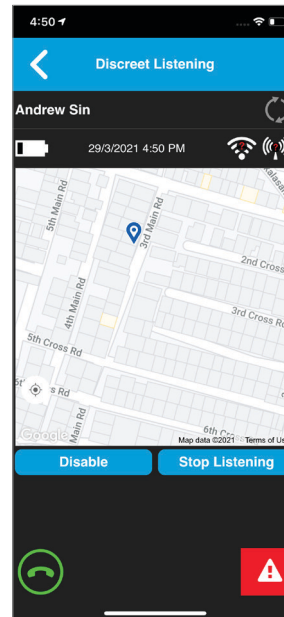 4:50
Discreet Listening
Andrew Sin
29/3/2021 4:50 PM
5th Main Rd
3rd Main Rd
4th Main Rd
2nd Cross
3rd Cross Rd
5th Cross Rd
s Rd
Main Rd
6th C
Google
Map data ©2021 Terms of Us
Disable
Stop Listening